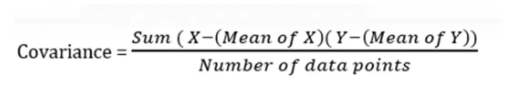 Covariance = Sum ( X−(Mean of X)( Y−(Mean of Y))
Number of data points